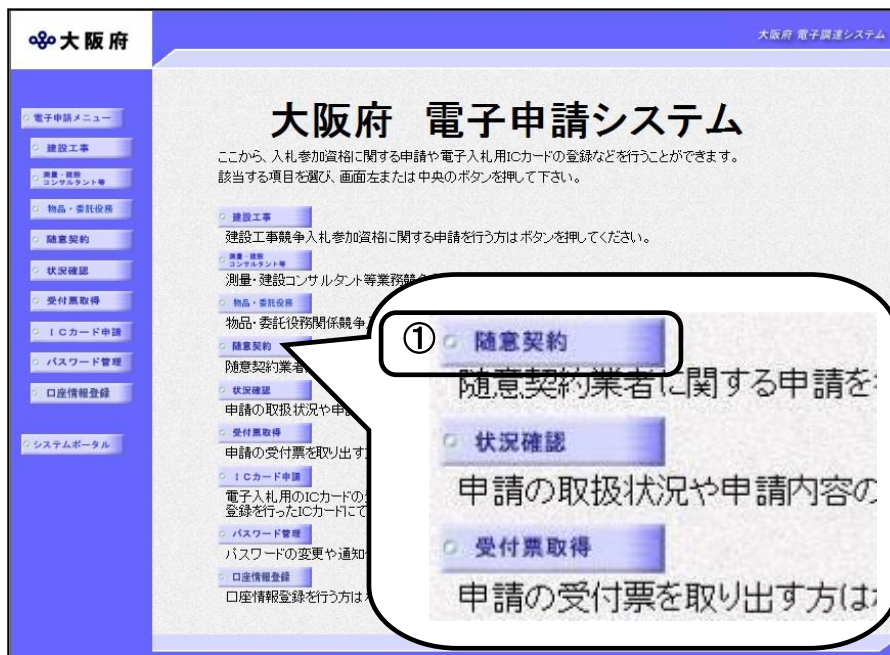 大阪府
大阪府 電子調達システム
電子申請メニュー
建設工事
測量・建設
コンサルタント等
物品・委託役務
随意契約
状況確認
受付票取得
ICカード申請
パスワード管理
口座情報登録
システムポータル
大阪府 電子申請システム
ここから、入札参加資格に関する申請や電子入札用ICカードの登録などを行うことができます。
該当する項目を選び、画面左または中央のボタンを押して下さい。
建設工事
建設工事競争入札参加資格に関する申請を行う方はボタンを押してください。
測量・建設
コンサルタント等
測量・建設コンサルタント等業務競争
物品・委託役務
物品・委託役務関係競争入
随意契約
随意契約業者
状況確認
申請の取扱状況や申
受付票取得
申請の受付票を取り出す
ICカード申請
電子入札用のICカードの
登録を行ったICカードにて
パスワード管理
パスワードの変更や通知
口座情報登録
口座情報登録を行う方は
① 随意契約
随意契約業者に関する申請を
状況確認
申請の取扱状況や申請内容の
受付票取得
申請の受付票を取り出す方は